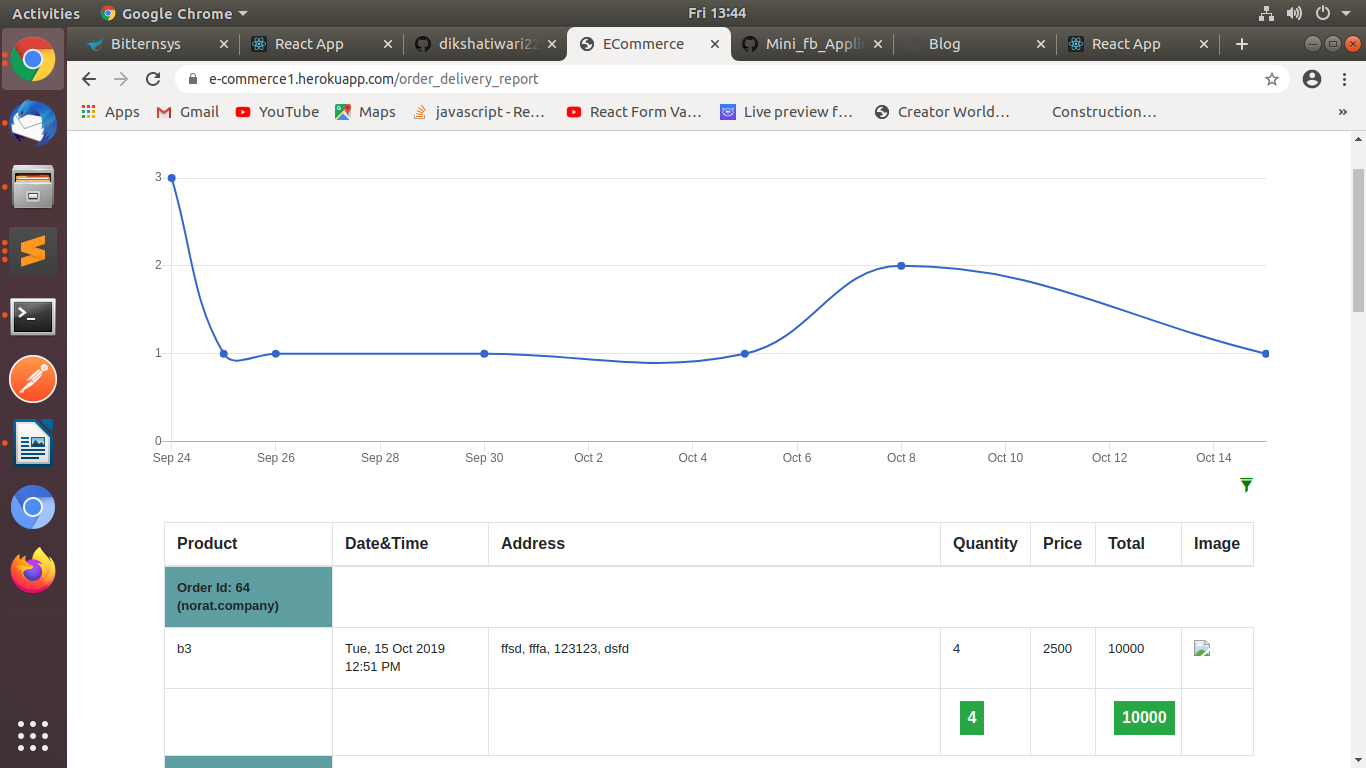 Activities Google Chrome Fri 13:44
Bitternsys React App dikshatiwari22 ECommerce Mini_fb_Appli Blog React App
e-commerce1.herokuapp.com/order_delivery_report
Apps Gmail YouTube Maps javascript - Re... React Form Va... Live preview f... Creator World... Construction... »
3
2
1
0
Sep 24 Sep 26 Sep 28 Sep 30 Oct 2 Oct 4 Oct 6 Oct 8 Oct 10 Oct 12 Oct 14
Product Date&Time Address Quantity Price Total Image
Order Id: 64
(norat.company)
b3 Tue, 15 Oct 2019 ffsd, fffa, 123123, dsfd 4 2500 10000
12:51 PM
4 10000